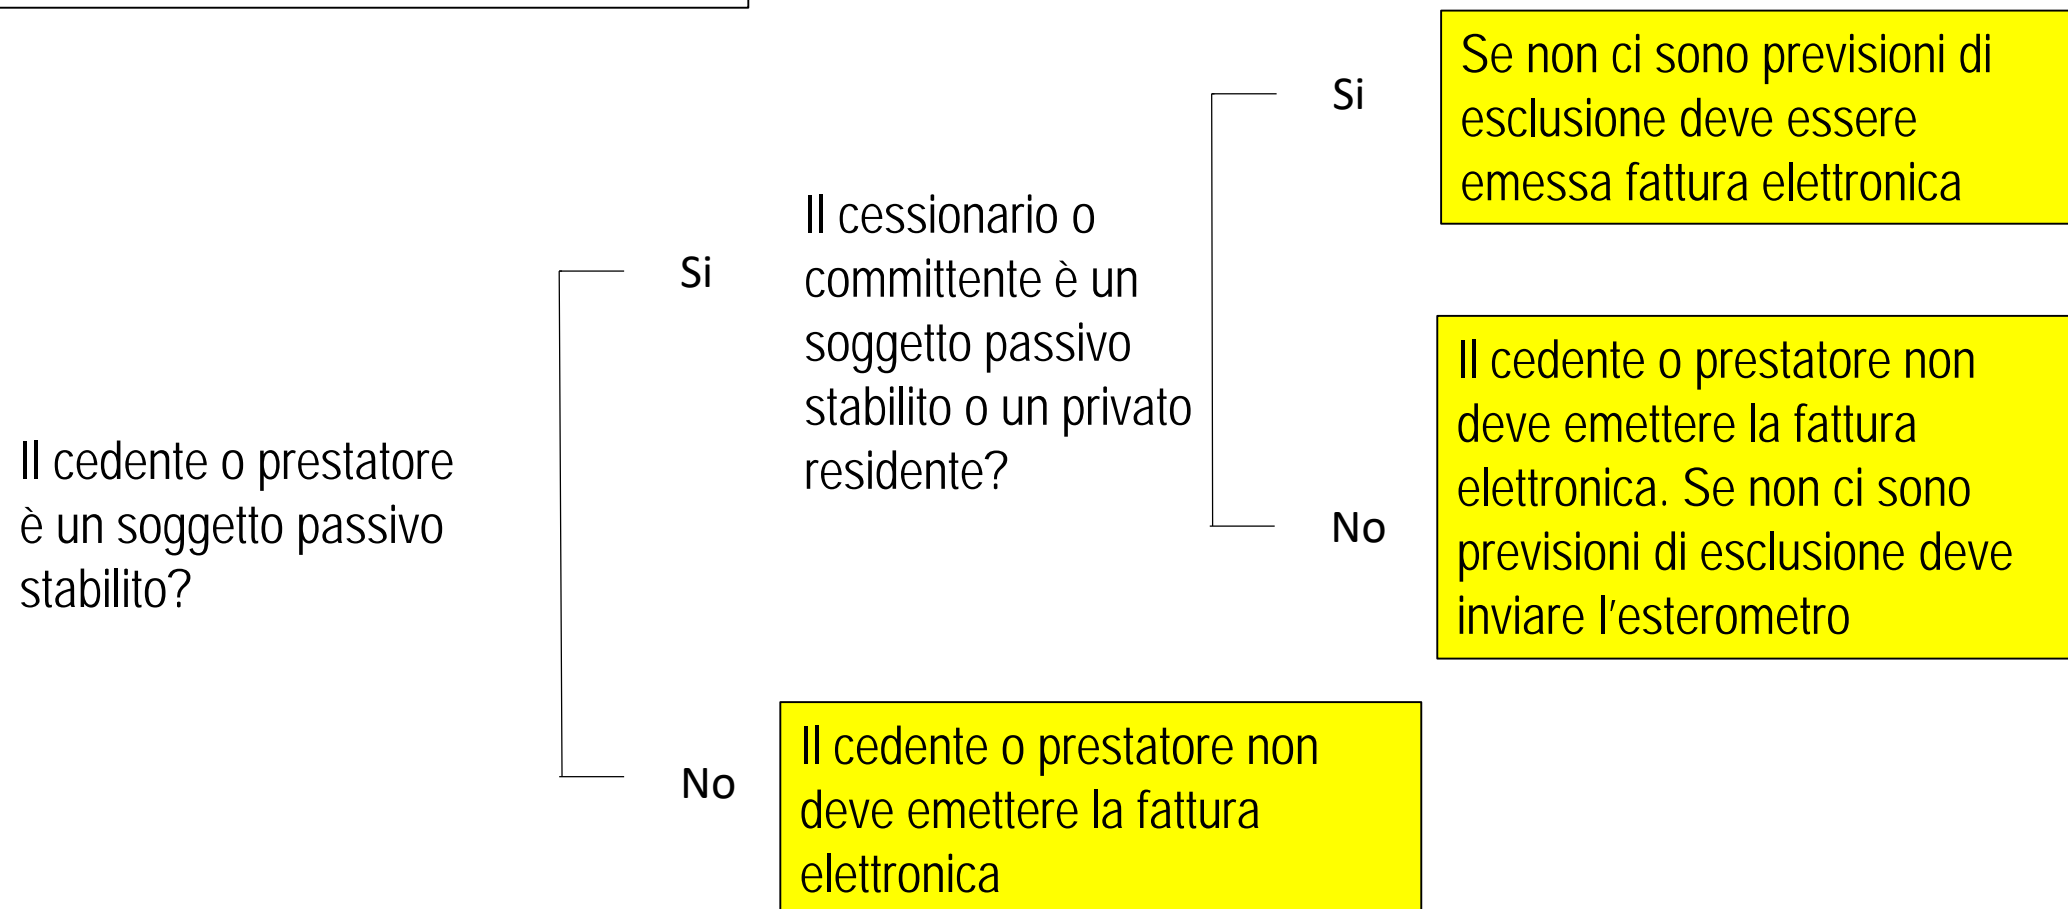 Il cedente o prestatore
è un soggetto passivo
stabilito?
Si
Il cessionario o
committente è un
soggetto passivo
stabilito o un privato
residente?
Si
Se non ci sono previsioni di
esclusione deve essere
emessa fattura elettronica
No
Il cedente o prestatore non
deve emettere la fattura
elettronica. Se non ci sono
previsioni di esclusione deve
inviare l'esterometro
No
Il cedente o prestatore non
deve emettere la fattura
elettronica